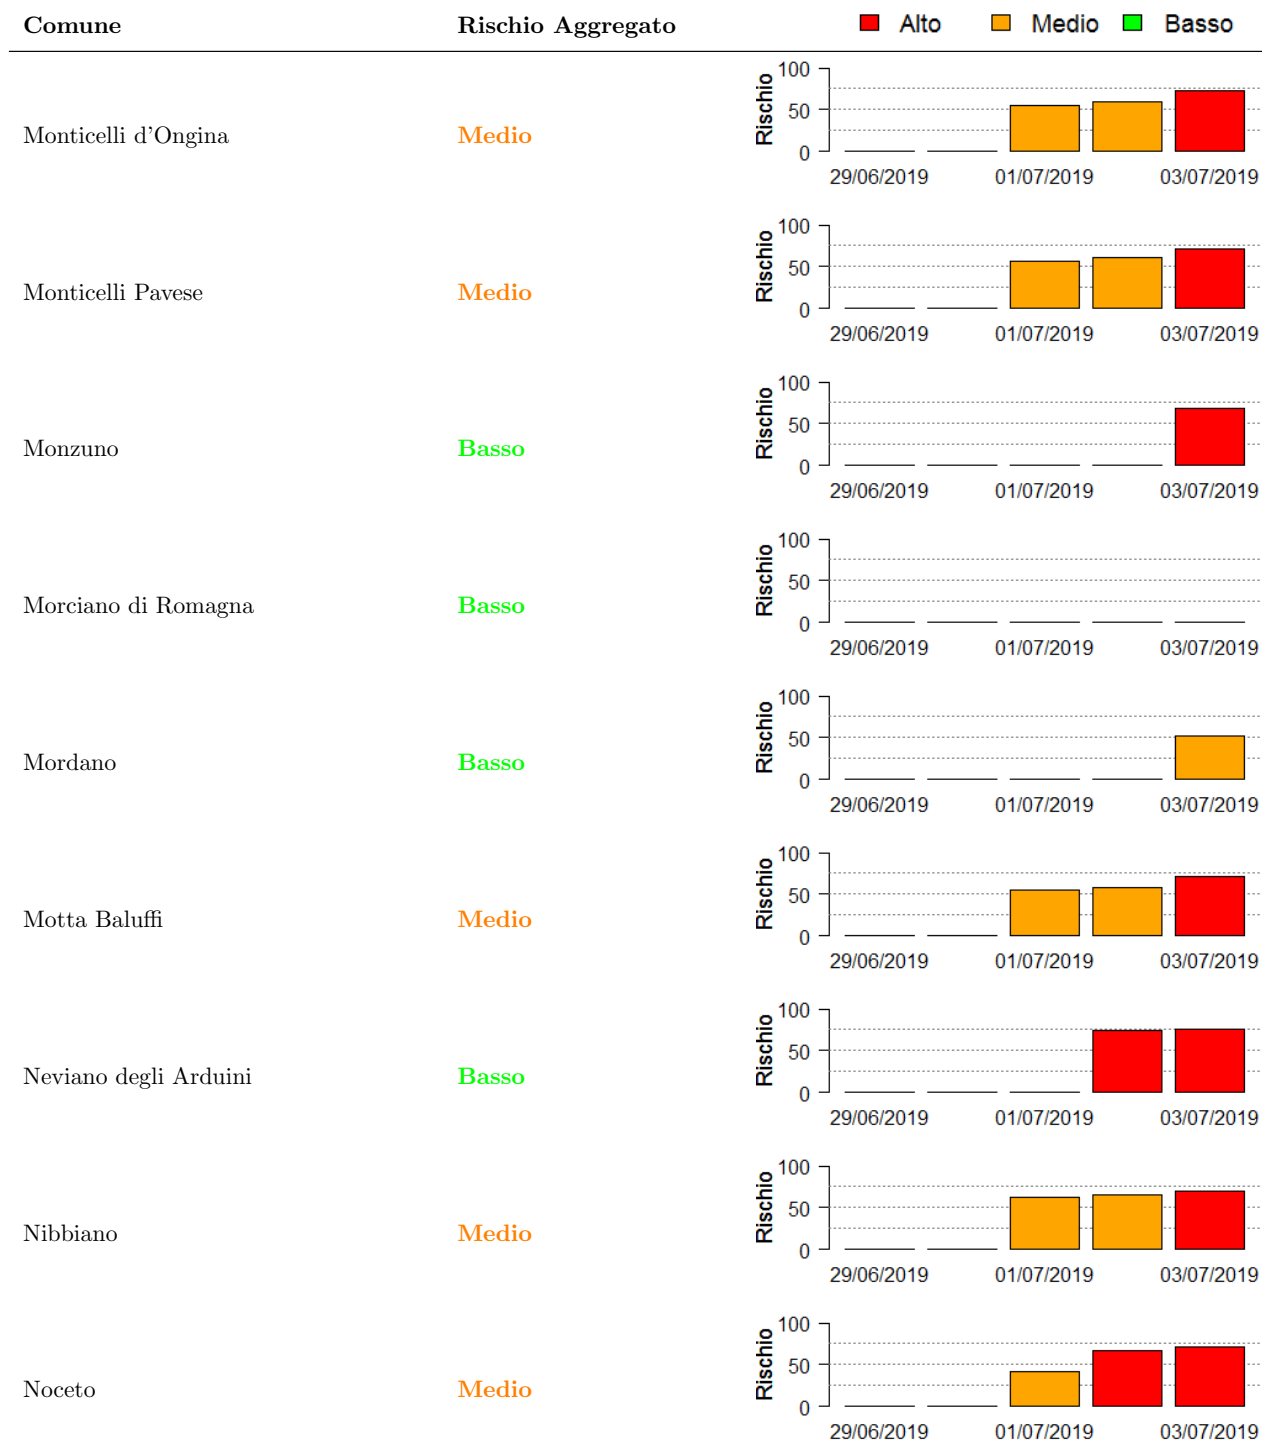 Comune Rischio Aggregato Alto Medio Basso
100
50
0
Rischio
Monticelli d'Ongina Medio
29/06/2019 01/07/2019 03/07/2019
100
50
0
Rischio
Monticelli Pavese Medio
29/06/2019 01/07/2019 03/07/2019
100
50
0
Rischio
Monzuno Basso
29/06/2019 01/07/2019 03/07/2019
100
50
0
Rischio
Morciano di Romagna Basso
29/06/2019 01/07/2019 03/07/2019
100
50
0
Rischio
Mordano Basso
29/06/2019 01/07/2019 03/07/2019
100
50
0
Rischio
Motta Baluffi Medio
29/06/2019 01/07/2019 03/07/2019
100
50
0
Rischio
Neviano degli Arduini Basso
29/06/2019 01/07/2019 03/07/2019
100
50
0
Rischio
Nibbiano Medio
29/06/2019 01/07/2019 03/07/2019
100
50
0
Rischio
Noceto Medio
29/06/2019 01/07/2019 03/07/2019